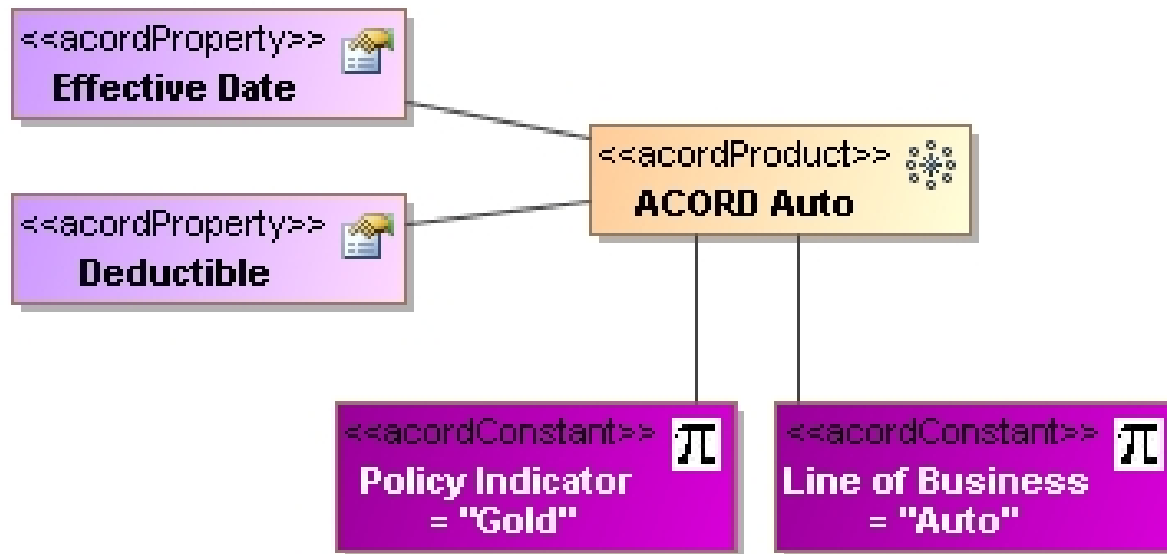 <<acordProperty>>
Effective Date
<<acordProduct>>
ACORD Auto
<<acordProperty>>
Deductible
<<acordConstant>>
π
Policy Indicator
= "Gold"
<<acordConstant>>
π
Line of Business
= "Auto"